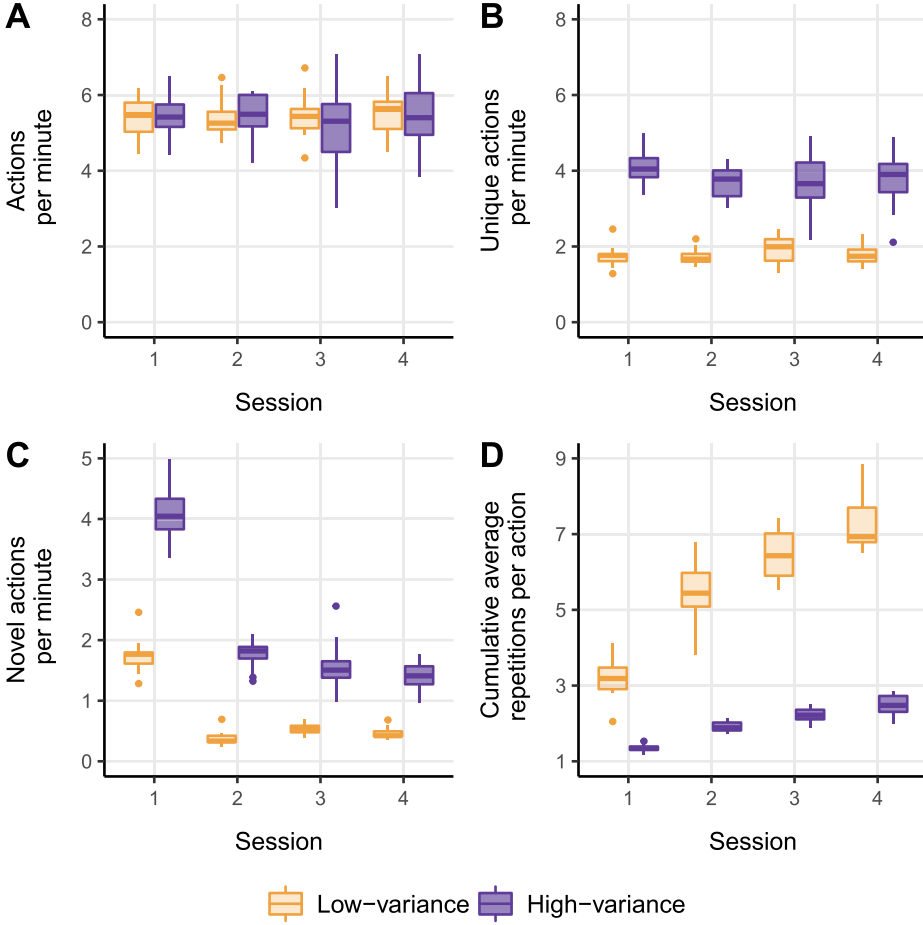 A
Actions
per minute
8
6
4
2
0
1 2 3 4
Session
B
Unique actions
per minute
8
6
4
2
0
1 2 3 4
Session
C
Novel actions
per minute
5
4
3
2
1
0
1 2 3 4
Session
D
Cumulative average
repetitions per action
9
7
5
3
1
1 2 3 4
Session
Low−variance High−variance